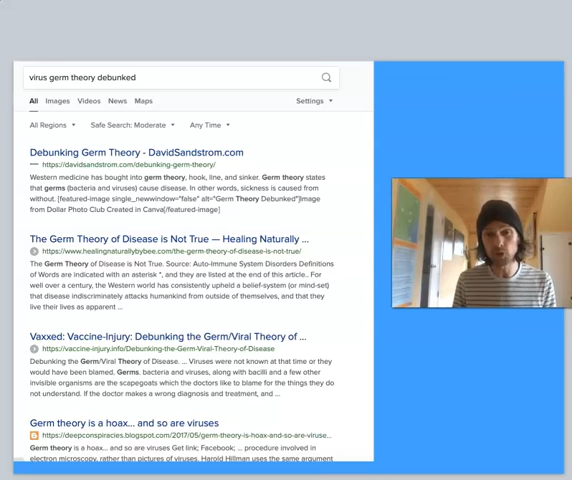 virus germ theory debunked
All Images Videos News Maps Settings
All Regions Safe Search: Moderate Any Time
Debunking Germ Theory - DavidSandstrom.com
https://davidsandstrom.com/debunking-germ-theory/
Western medicine has bought into germ theory, hook, line, and sinker. Germ theory states
that germs (bacteria and viruses) cause disease. In other words, sickness is caused from
without. [featured-image single_newwindow="false" alt="Germ Theory Debunked"]Image
from Dollar Photo Club Created in Canva[/featured-image]
The Germ Theory of Disease is Not True — Healing Naturally ...
https://www.healingnaturallybybee.com/the-germ-theory-of-disease-is-not-true/
The Germ Theory of Disease is Not True. Source: Auto-Immune System Disorders Definitions
of Words are indicated with an asterisk *, and they are listed at the end of this article.. For
well over a century, the Western world has consistently upheld a belief-system (or mind-set)
that disease indiscriminately attacks humankind from outside of themselves, and that they
live their lives as apparent ...
Vaxxed: Vaccine-Injury: Debunking the Germ/Viral Theory of ...
https://vaccine-injury.info/Debunking-the-Germ-Viral-Theory-of-Disease
Debunking the Germ/Viral Theory of Disease. ... Viruses were not known at that time or they
would have been blamed. Germs. bacteria and viruses, along with bacilli and a few other
invisible organisms are the scapegoats which the doctors like to blame for the things they do
not understand. If the doctor makes a wrong diagnosis and treatment, and ...
Germ theory is a hoax... and so are viruses
https://deepconspiracies.blogspot.com/2017/05/germ-theory-is-hoax-and-so-are-viruse...
Germ theory is a hoax... and so are viruses Get link; Facebook; ... procedure involved in
electron microscopy, rather than pictures of viruses. Harold Hillman uses the same argument